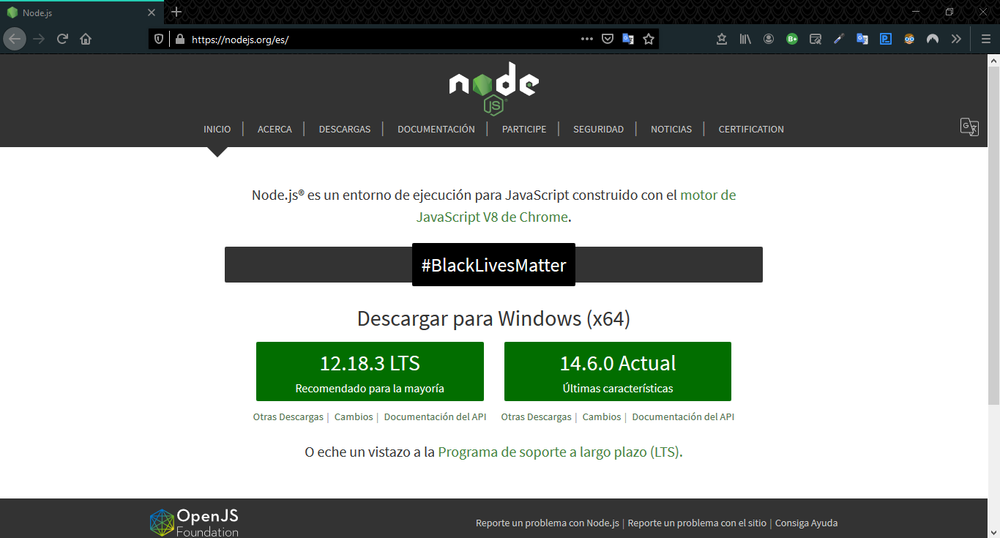 Node.js
https://nodejs.org/es/
node
JS
INICIO | ACERCA | DESCARGAS | DOCUMENTACIÓN | PARTICIPE | SEGURIDAD | NOTICIAS | CERTIFICATION
Node.js® es un entorno de ejecución para JavaScript construido con el motor de
JavaScript V8 de Chrome.
#BlackLivesMatter
Descargar para Windows (x64)
12.18.3 LTS
Recomendado para la mayoría
14.6.0 Actual
Últimas características
Otras Descargas | Cambios | Documentación del API
Otras Descargas | Cambios | Documentación del API
O eche un vistazo a la Programa de soporte a largo plazo (LTS).
OpenJS
Foundation
Reporte un problema con Node.js | Reporte un problema con el sitio | Consiga Ayuda